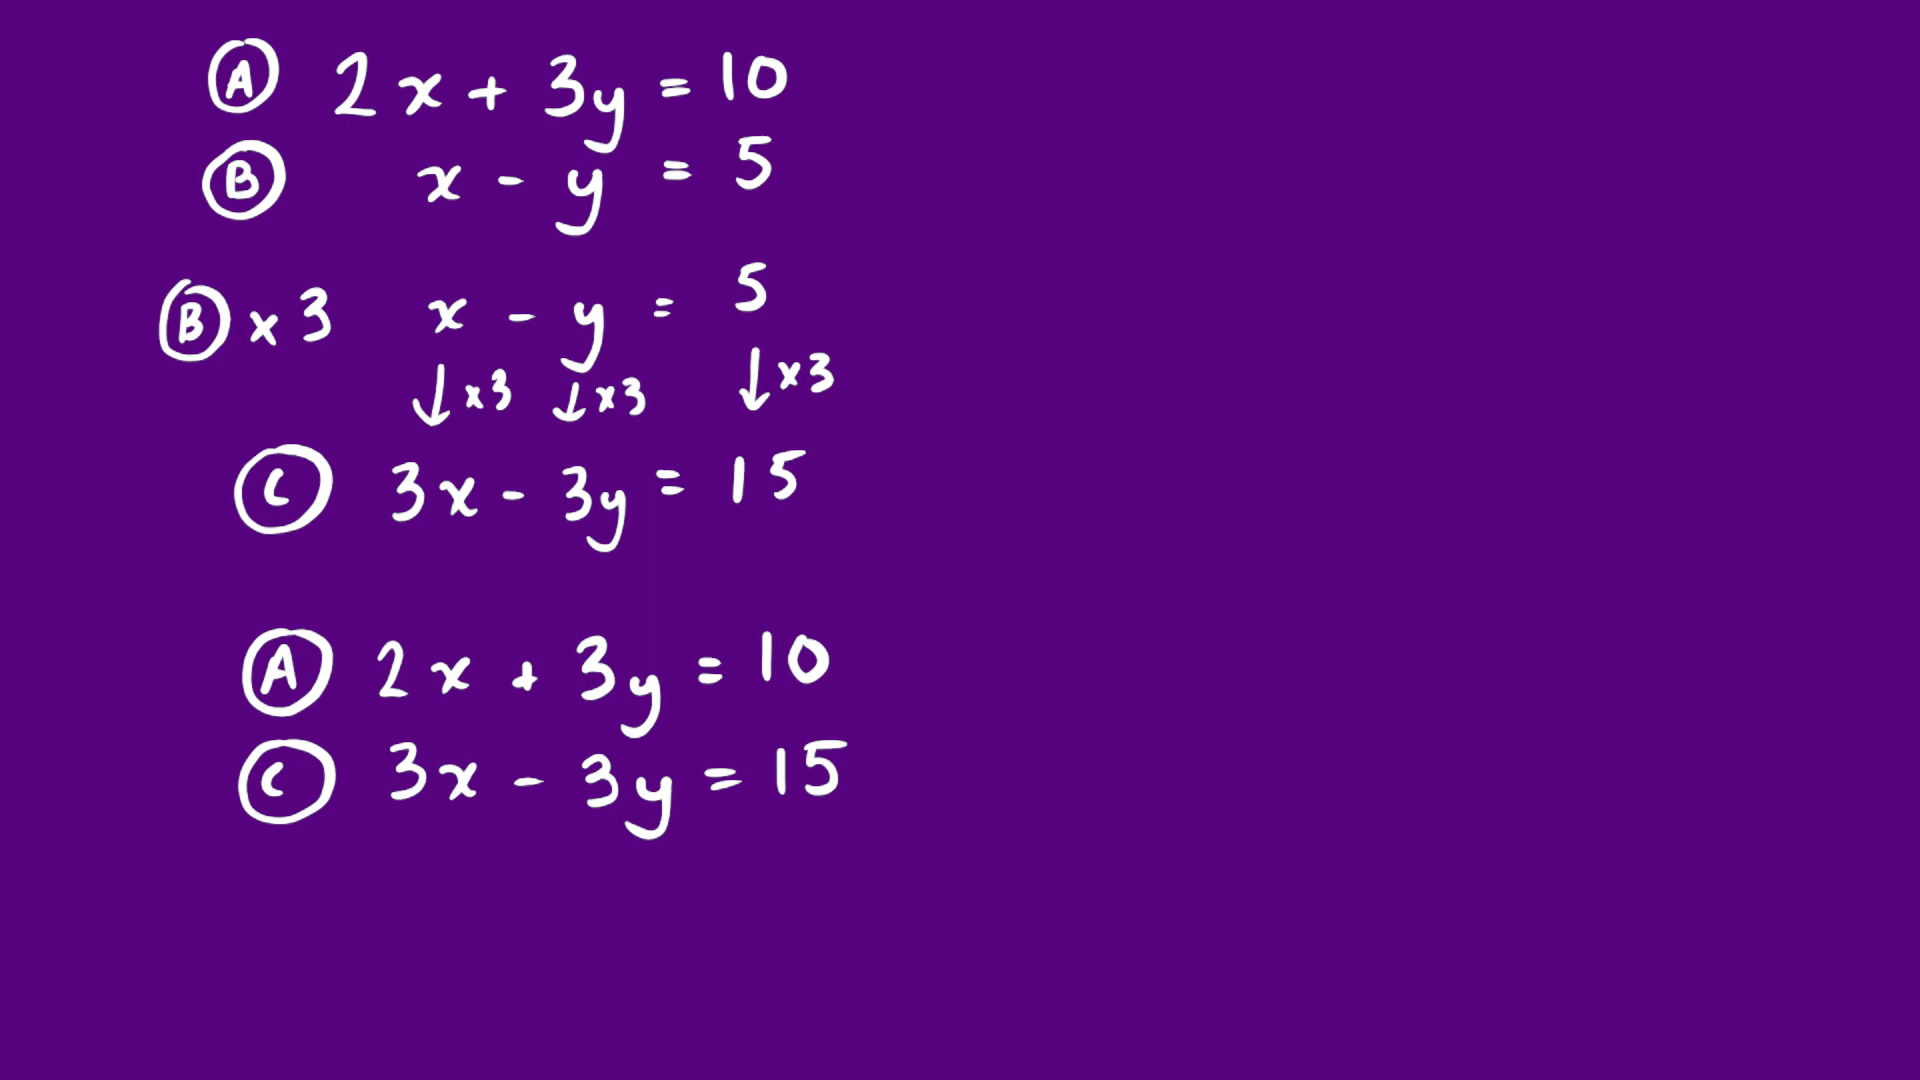 A 2x + 3y = 10
B x - y = 5
B x 3 x - y = 5
↓x3 ↓x3 ↓x3
C 3x - 3y = 15
A 2x + 3y = 10
C 3x - 3y = 15